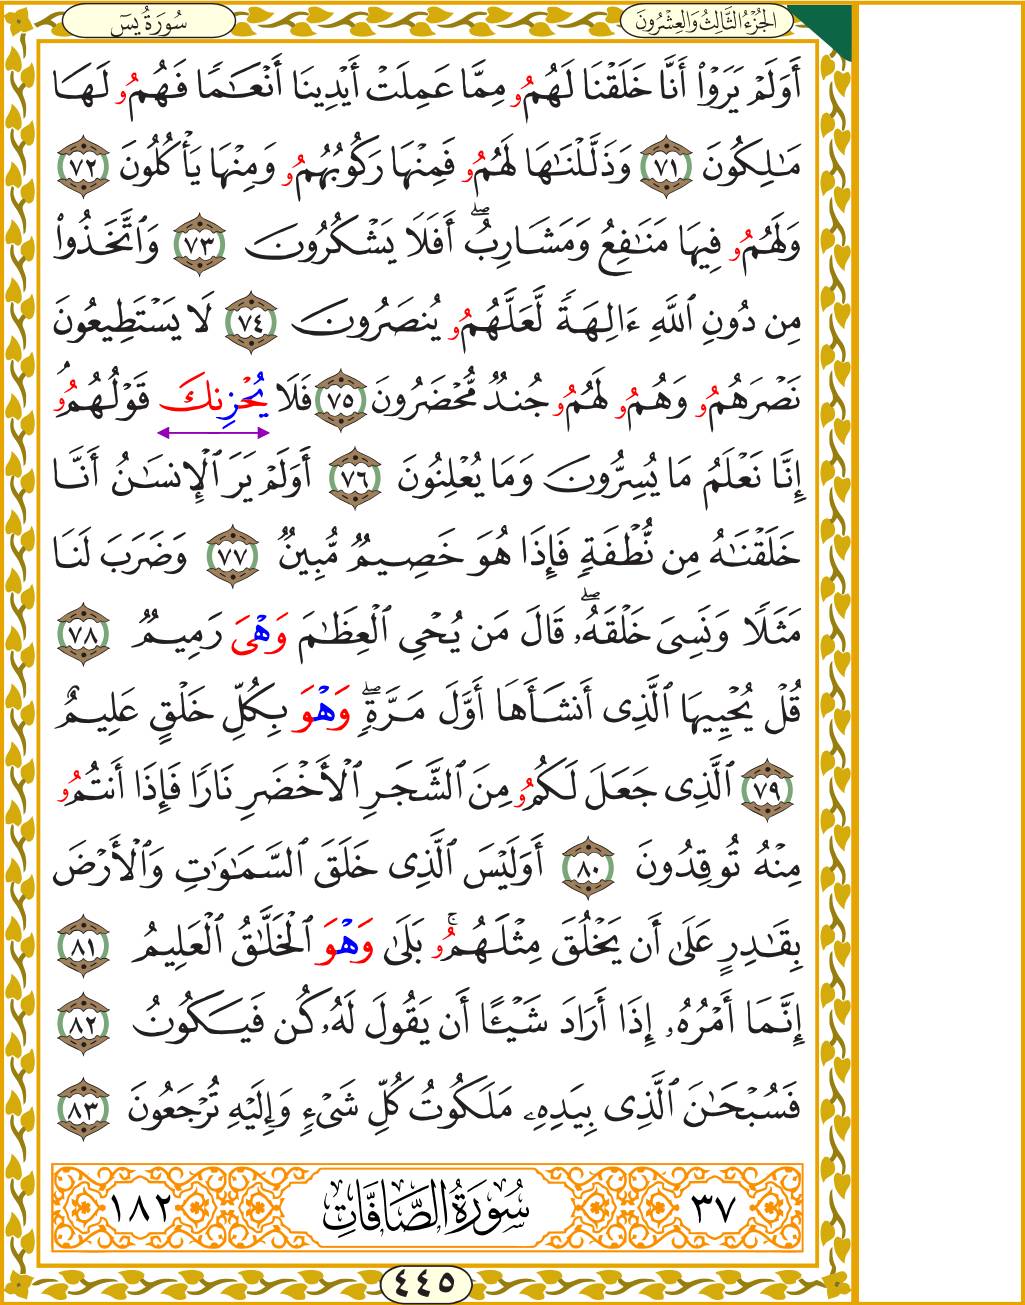 الجُزْءُ الثَّالِثُ وَالعِشْرُونَ
سُورَةُ يسٓ
أَوَلَمْ يَرَوْا۟ أَنَّا خَلَقْنَا لَهُمُۥ مِمَّا عَمِلَتْ أَيْدِينَا أَنْعَـٰمًا فَهُمُۥ لَهَا
مَـٰلِكُونَ ٧١ وَذَلَّلْنَـٰهَا لَهُمُۥ فَمِنْهَا رَكُوبُهُمُۥ وَمِنْهَا يَأْكُلُونَ ٧٢
وَلَهُمُۥ فِيهَا مَنَـٰفِعُ وَمَشَارِبُ ۖ أَفَلَا يَشْكُرُونَ ٧٣ وَٱتَّخَذُوا۟
مِن دُونِ ٱللَّهِ ءَالِهَةً لَّعَلَّهُمُۥ يُنصَرُونَ ٧٤ لَا يَسْتَطِيعُونَ
نَصْرَهُمُۥ وَهُمُۥ لَهُمُۥ جُندٌ مُّحْضَرُونَ ٧٥ فَلَا يُحْزِنكَ قَوْلُهُمُۥ ۘ
إِنَّا نَعْلَمُ مَا يُسِرُّونَ وَمَا يُعْلِنُونَ ٧٦ أَوَلَمْ يَرَ ٱلْإِنسَـٰنُ أَنَّا
خَلَقْنَـٰهُ مِن نُّطْفَةٍ فَإِذَا هُوَ خَصِيمٌ مُّبِينٌ ٧٧ وَضَرَبَ لَنَا
مَثَلًا وَنَسِىَ خَلْقَهُۥ ۖ قَالَ مَن يُحْىِ ٱلْعِظَـٰمَ وَهْىَ رَمِيمٌ ٧٨
قُلْ يُحْيِيهَا ٱلَّذِى أَنشَأَهَا أَوَّلَ مَرَّةٍ ۖ وَهْوَ بِكُلِّ خَلْقٍ عَلِيمٌ
٧٩ ٱلَّذِى جَعَلَ لَكُمُۥ مِنَ ٱلشَّجَرِ ٱلْأَخْضَرِ نَارًا فَإِذَا أَنتُمُۥ
مِنْهُ تُوقِدُونَ ٨٠ أَوَلَيْسَ ٱلَّذِى خَلَقَ ٱلسَّمَـٰوَٰتِ وَٱلْأَرْضَ
بِقَـٰدِرٍ عَلَىٰ أَن يَخْلُقَ مِثْلَهُمُۥ ۚ بَلَىٰ وَهْوَ ٱلْخَلَّـٰقُ ٱلْعَلِيمُ ٨١
إِنَّمَا أَمْرُهُۥ إِذَا أَرَادَ شَيْـًٔا أَن يَقُولَ لَهُۥ كُن فَيَكُونُ ٨٢
فَسُبْحَـٰنَ ٱلَّذِى بِيَدِهِۦ مَلَكُوتُ كُلِّ شَىْءٍ وَإِلَيْهِ تُرْجَعُونَ ٨٣
٣٧ سُورَةُ الصَّافَّاتِ ١٨٢
٤٤٥